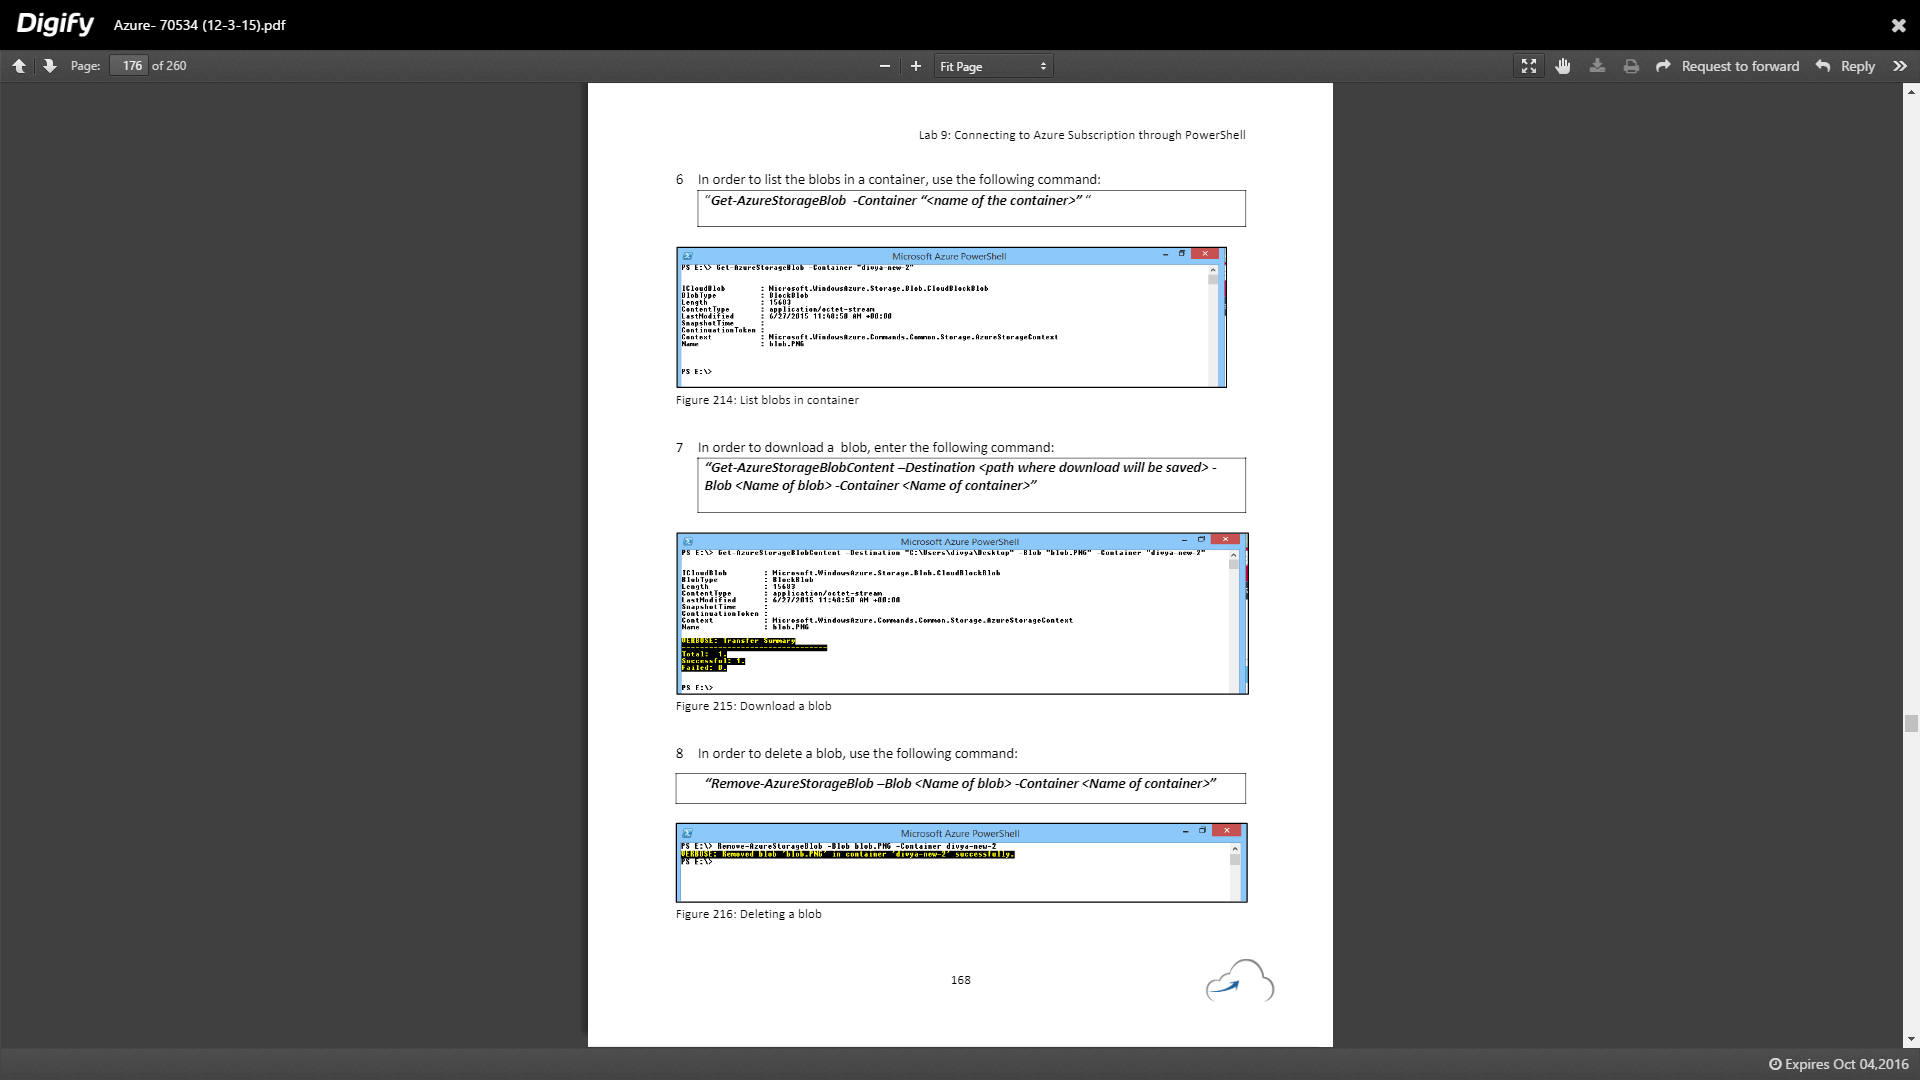 Digify Azure- 70534 (12-3-15).pdf
Page: 176 of 260 Fit Page Request to forward Reply
Lab 9: Connecting to Azure Subscription through PowerShell
6 In order to list the blobs in a container, use the following command:
“Get-AzureStorageBlob -Container “<name of the container>” “
Microsoft Azure PowerShell
PS E:\> Get-AzureStorageBlob -Container "divya-new-2"
ICloudBlob : Microsoft.WindowsAzure.Storage.Blob.CloudBlockBlob
BlobType : BlockBlob
Length : 15683
ContentType : application/octet-stream
LastModified : 6/27/2015 11:48:50 AM +00:00
SnapshotTime :
ContinuationToken :
Context : Microsoft.WindowsAzure.Commands.Common.Storage.AzureStorageContext
Name : blob.PNG
PS E:\>
Figure 214: List blobs in container
7 In order to download a blob, enter the following command:
“Get-AzureStorageBlobContent –Destination <path where download will be saved> -
Blob <Name of blob> -Container <Name of container>”
Microsoft Azure PowerShell
PS E:\> Get-AzureStorageBlobContent -Destination "C:\Users\divya\Desktop" -Blob "blob.PNG" -Container "divya-new-2"
ICloudBlob : Microsoft.WindowsAzure.Storage.Blob.CloudBlockBlob
BlobType : BlockBlob
Length : 15683
ContentType : application/octet-stream
LastModified : 6/27/2015 11:48:50 AM +00:00
SnapshotTime :
ContinuationToken :
Context : Microsoft.WindowsAzure.Commands.Common.Storage.AzureStorageContext
Name : blob.PNG
VERBOSE: Transfer Summary
--------------------------------
Total: 1.
Successful: 1.
Failed: 0.
PS E:\>
Figure 215: Download a blob
8 In order to delete a blob, use the following command:
“Remove-AzureStorageBlob –Blob <Name of blob> -Container <Name of container>”
Microsoft Azure PowerShell
PS E:\> Remove-AzureStorageBlob -Blob blob.PNG -Container divya-new-2
VERBOSE: Removed blob 'blob.PNG' in container 'divya-new-2' successfully.
PS E:\>
Figure 216: Deleting a blob
168
Expires Oct 04,2016